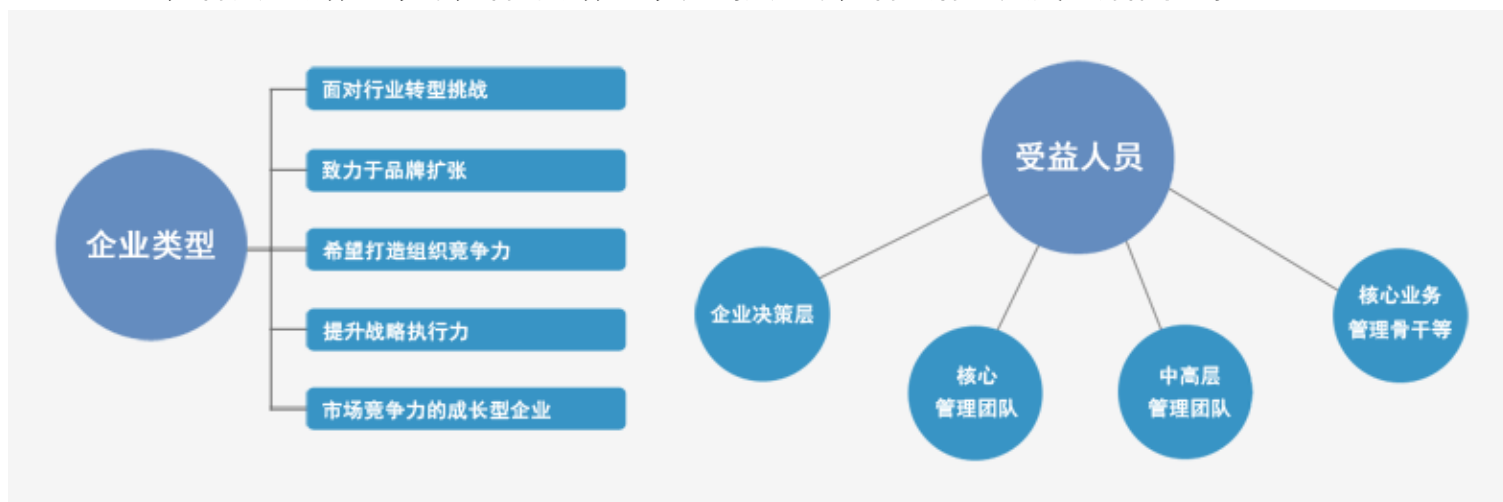 企业类型
面对行业转型挑战
致力于品牌扩张
希望打造组织竞争力
提升战略执行力
市场竞争力的成长型企业
受益人员
企业决策层
核心
管理团队
中高层
管理团队
核心业务
管理骨干等